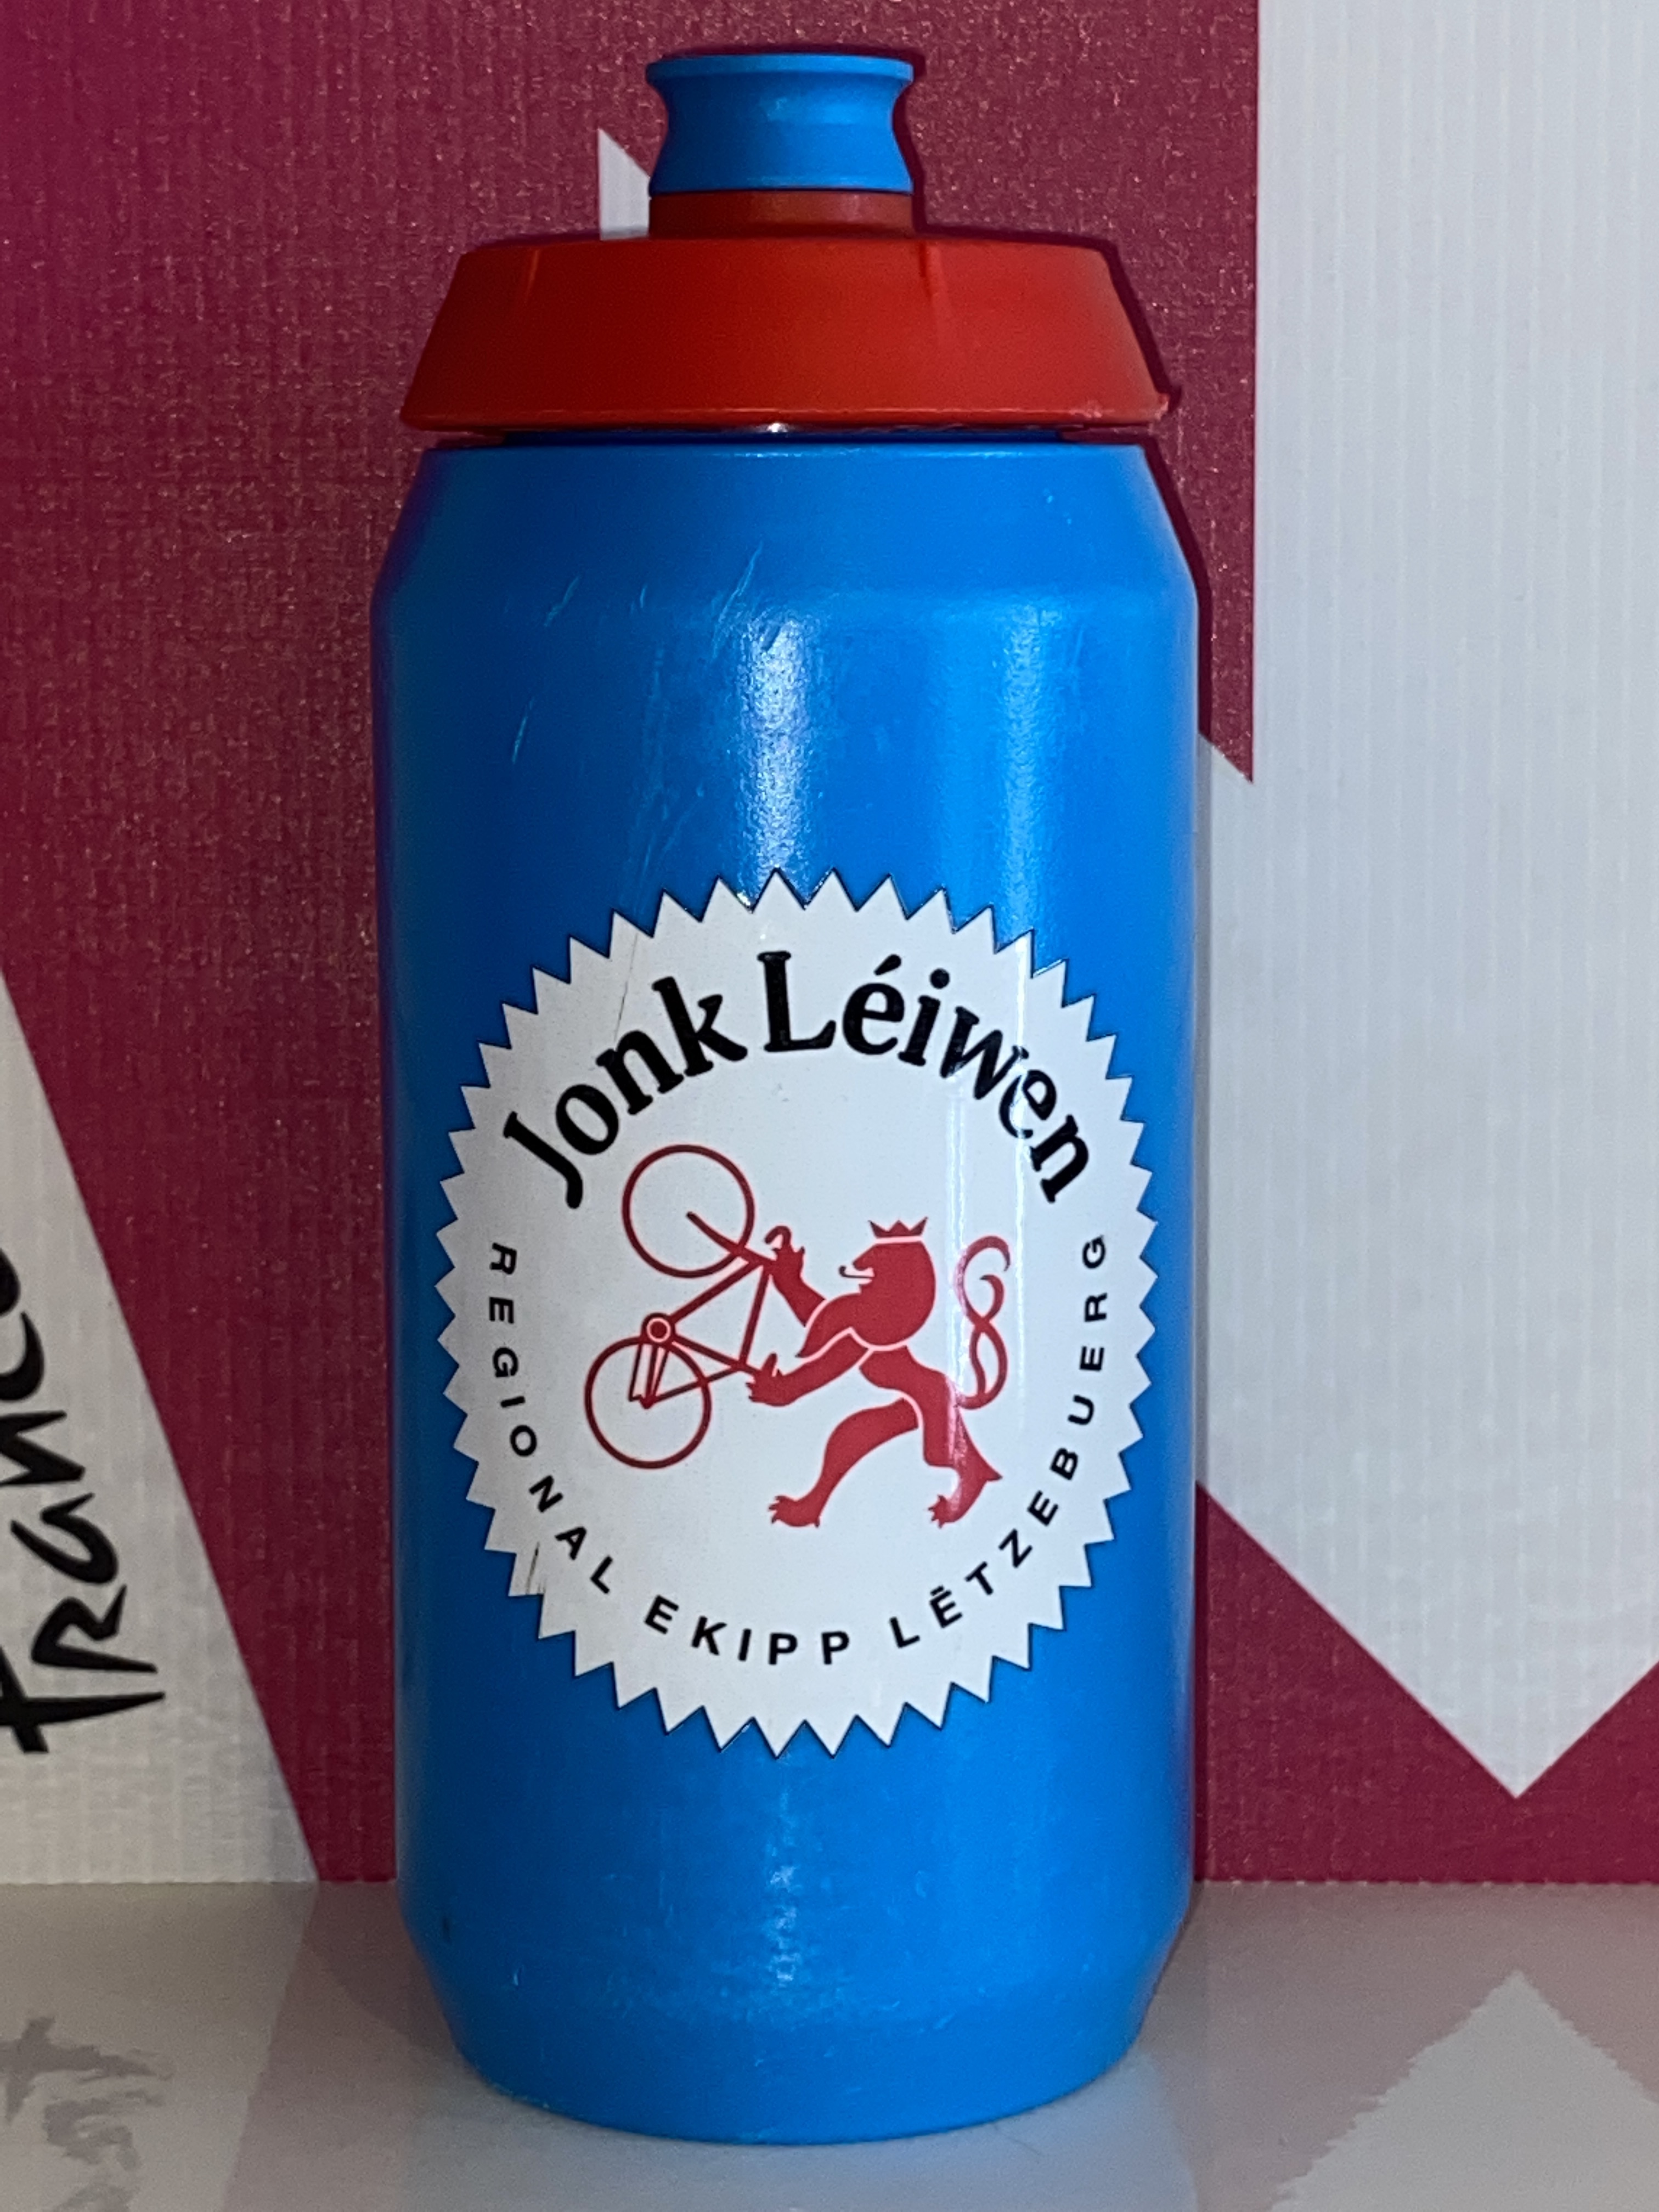 Jonk Léiwen
REGIONAL EKIPP LËTZEBUERG